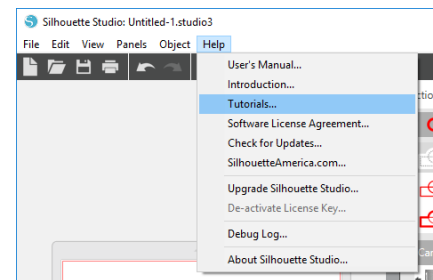 Silhouette Studio: Untitled-1.studio3
File Edit View Panels Object Help
User's Manual...
Introduction...
Tutorials...
Software License Agreement...
Check for Updates...
SilhouetteAmerica.com...
Upgrade Silhouette Studio...
De-activate License Key...
Debug Log...
About Silhouette Studio...